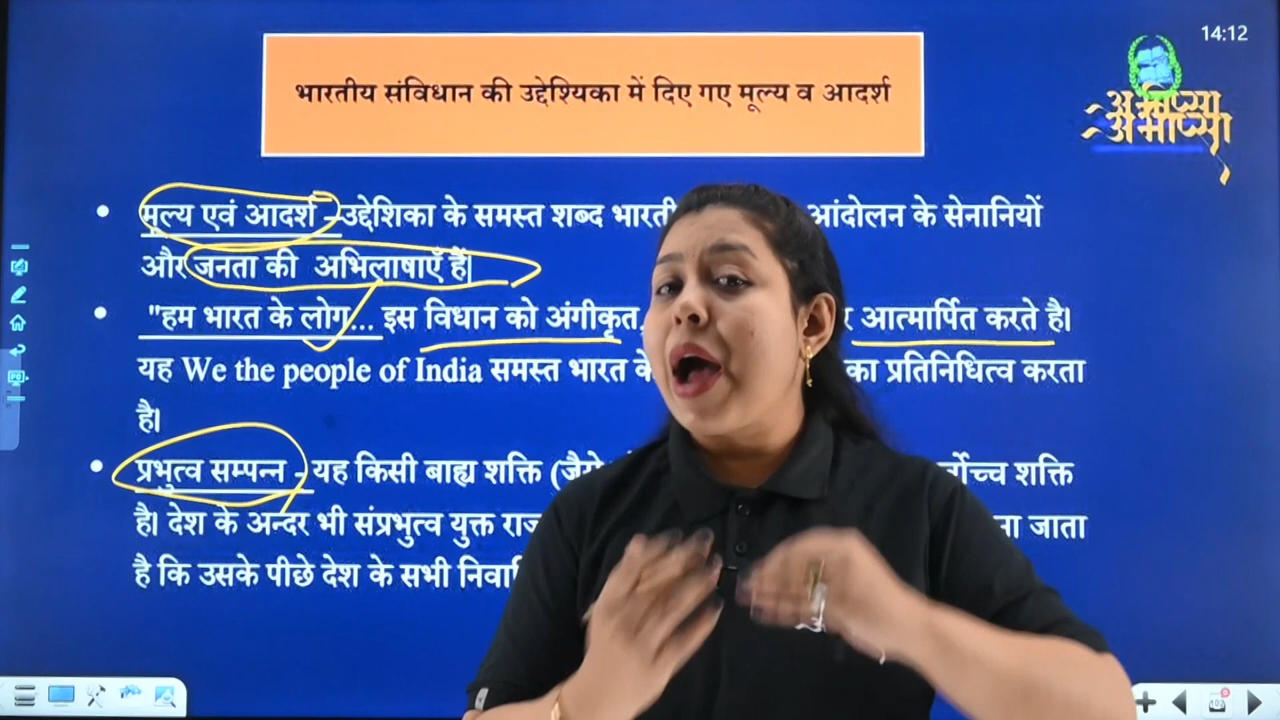 14:12
भारतीय संविधान की उद्देश्यिका में दिए गए मूल्य व आदर्श
मूल्य एवं आदर्श - उद्देशिका के समस्त शब्द आंदोलन के सेनानियों
और जनता की अभिलाषाएँ हैं|
"हम भारत के लोग... इस विधान को अंगीकृत, आत्मार्पित करते है।
यह We the people of India समस्त भारत का प्रतिनिधित्व करता
है।
प्रभुत्व सम्पन्न - यह किसी बाह्य शक्ति शक्ति
है। देश के अन्दर भी संप्रभुत्व युक्त जाता
है कि उसके पीछे देश के सभी